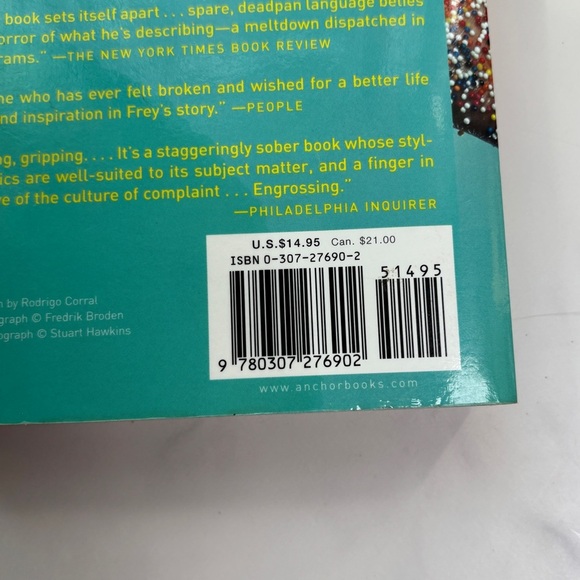 book sets itself apart . . . spare, deadpan language belies
orror of what he's describing—a meltdown dispatched in
rams." —THE NEW YORK TIMES BOOK REVIEW
ne who has ever felt broken and wished for a better life
nd inspiration in Frey's story." —PEOPLE
ng, gripping. . . . It's a staggeringly sober book whose styl-
ics are well-suited to its subject matter, and a finger in
ve of the culture of complaint . . . Engrossing."
—PHILADELPHIA INQUIRER
U.S.$14.95 Can. $21.00
ISBN 0-307-27690-2
51495
9 780307 276902
n by Rodrigo Corral
graph © Fredrik Broden
otograph © Stuart Hawkins
www.anchorbooks.com